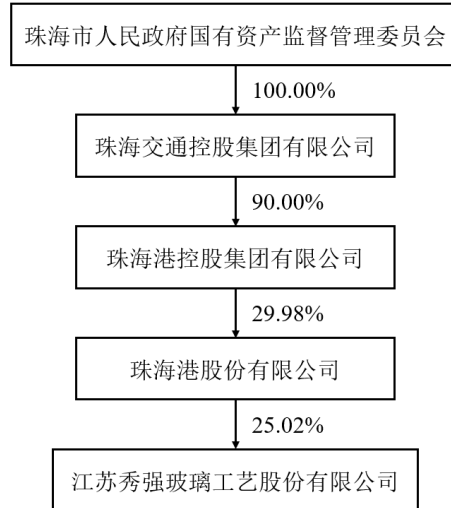 珠海市人民政府国有资产监督管理委员会
100.00%
珠海交通控股集团有限公司
90.00%
珠海港控股集团有限公司
29.98%
珠海港股份有限公司
25.02%
江苏秀强玻璃工艺股份有限公司